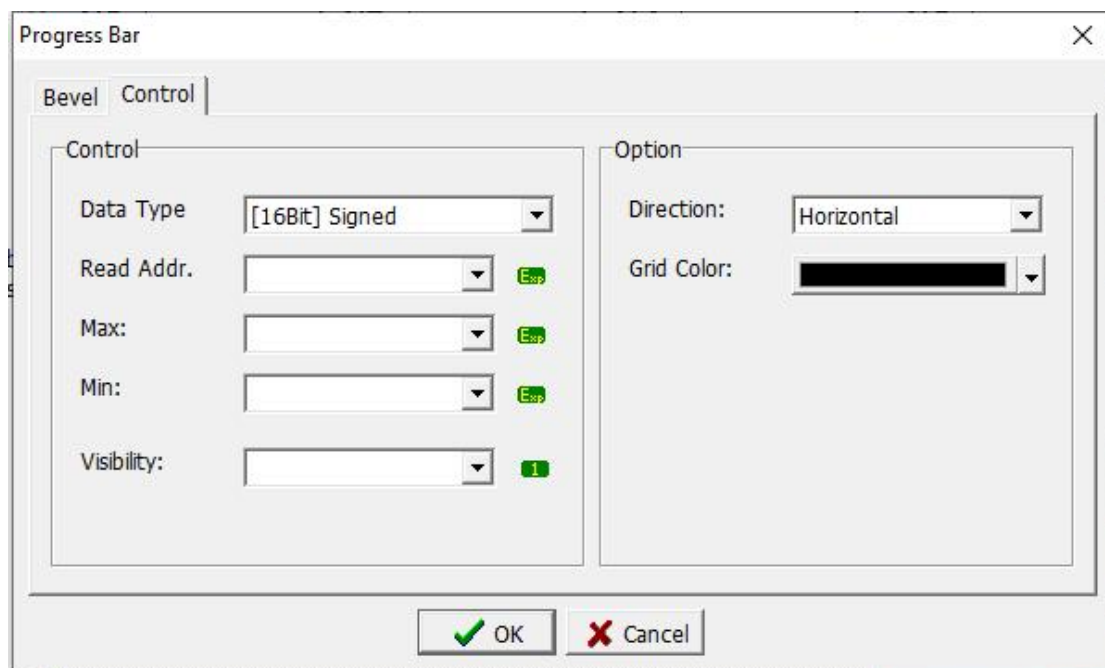 Progress Bar
Bevel
Control
Control
Data Type
[16Bit] Signed
Read Addr.
Exp
Max:
Exp
Min:
Exp
Visibility:
1
Option
Direction:
Horizontal
Grid Color:
OK
Cancel